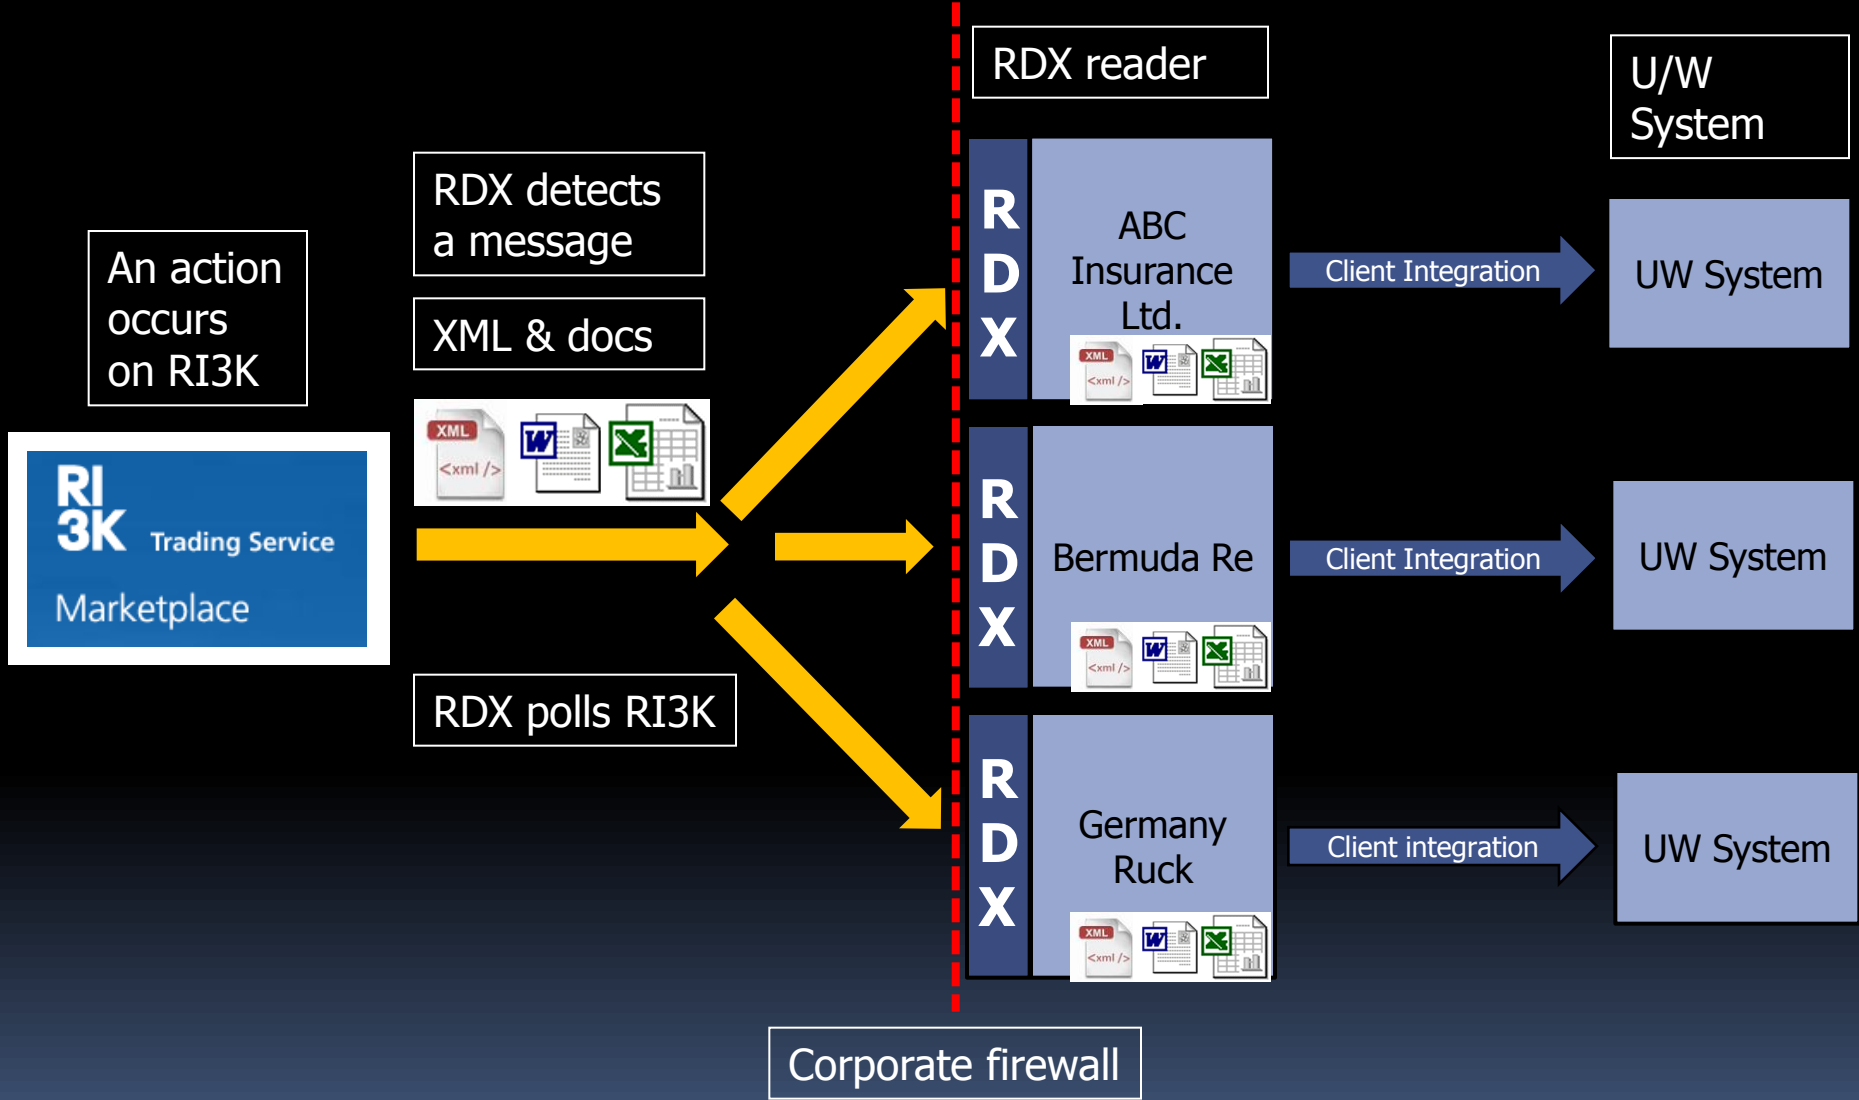 An action
occurs
on RI3K
RI
3K Trading Service
Marketplace
RDX detects
a message
XML & docs
XML
<xml />
W
X
RDX polls RI3K
Corporate firewall
RDX reader
R
D
X
ABC
Insurance
Ltd.
XML
<xml />
W
X
R
D
X
Bermuda Re
XML
<xml />
W
X
R
D
X
Germany
Ruck
XML
<xml />
W
X
Client Integration
Client Integration
Client integration
U/W
System
UW System
UW System
UW System